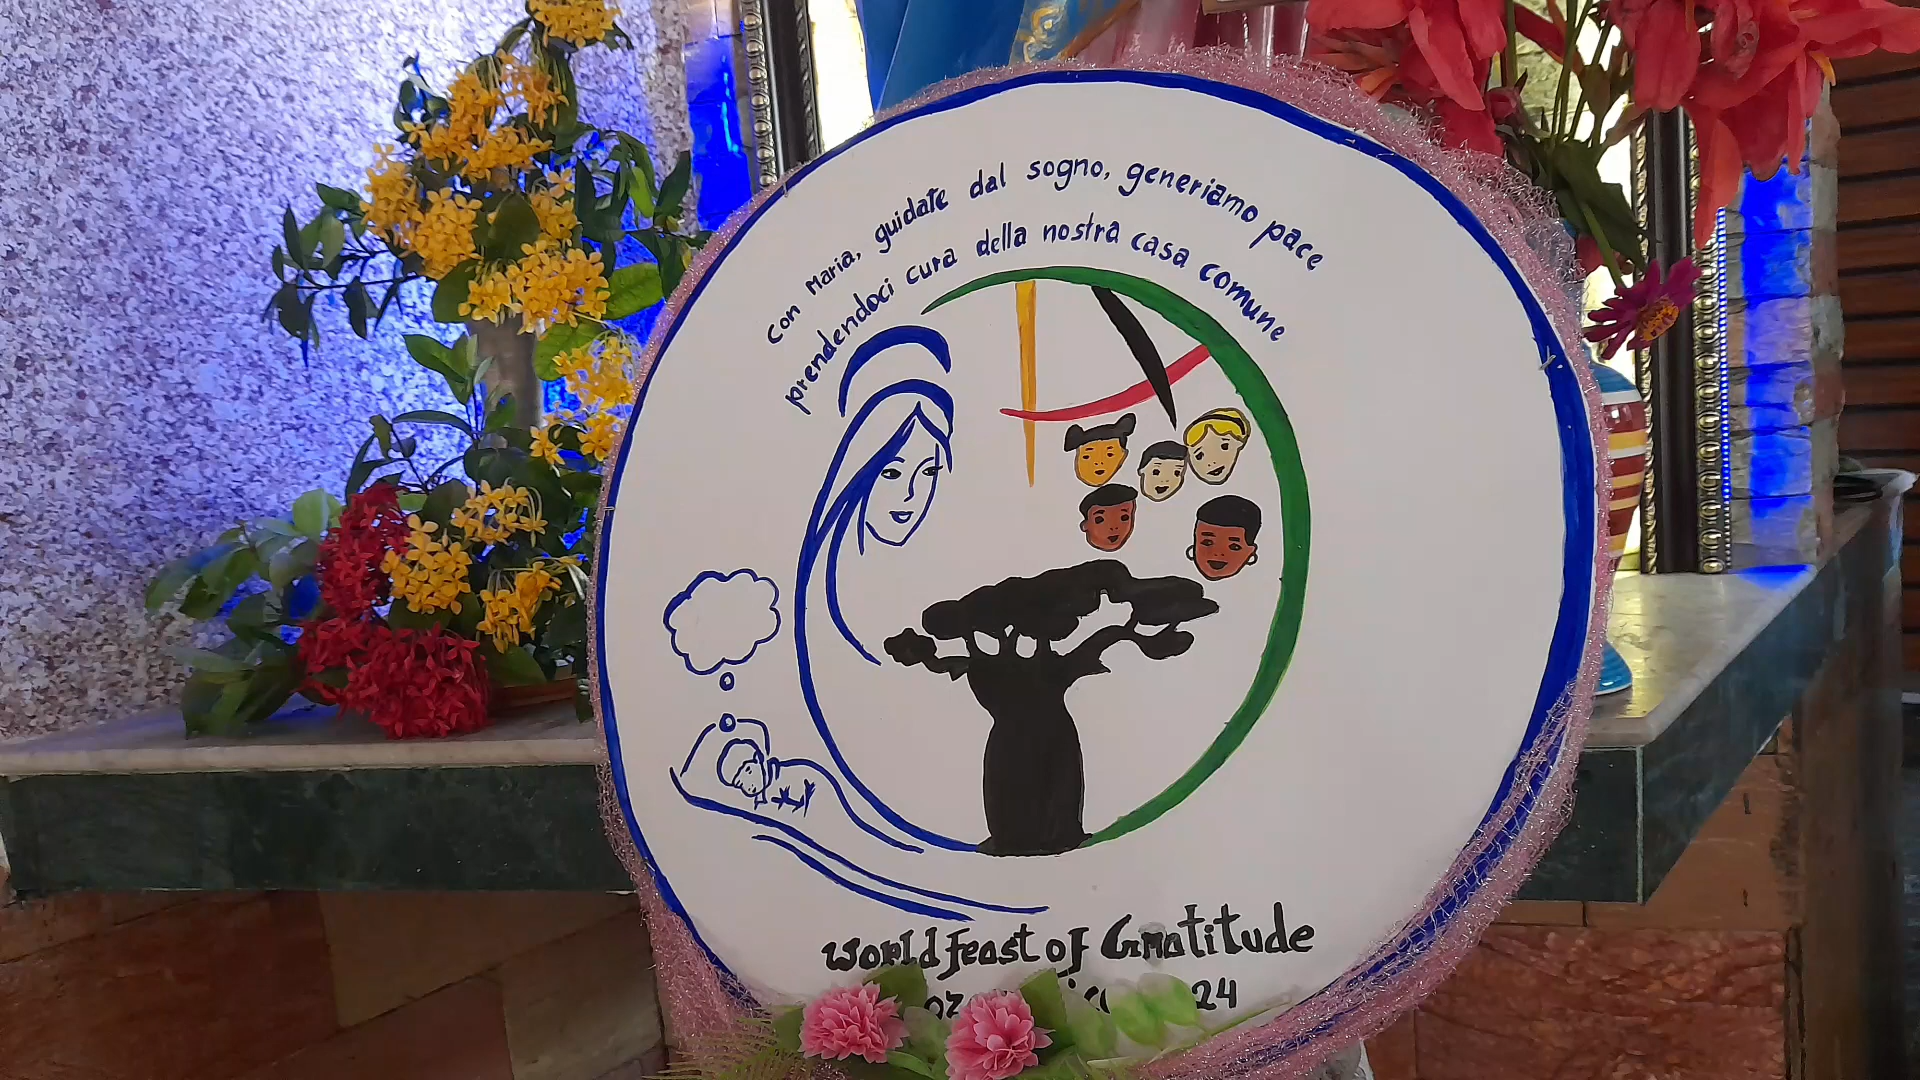 con Maria, guidate dal sogno, generiamo pace
prendendoci cura della nostra casa comune
World feast of Gratitude
24